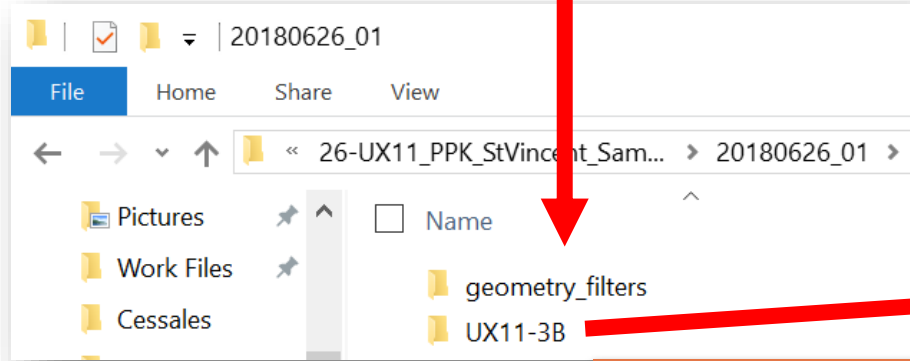 20180626_01
File Home Share View
« 26-UX11_PPK_StVincent_Sam... > 20180626_01 >
Pictures
Name
Work Files
geometry_filters
Cessales
UX11-3B